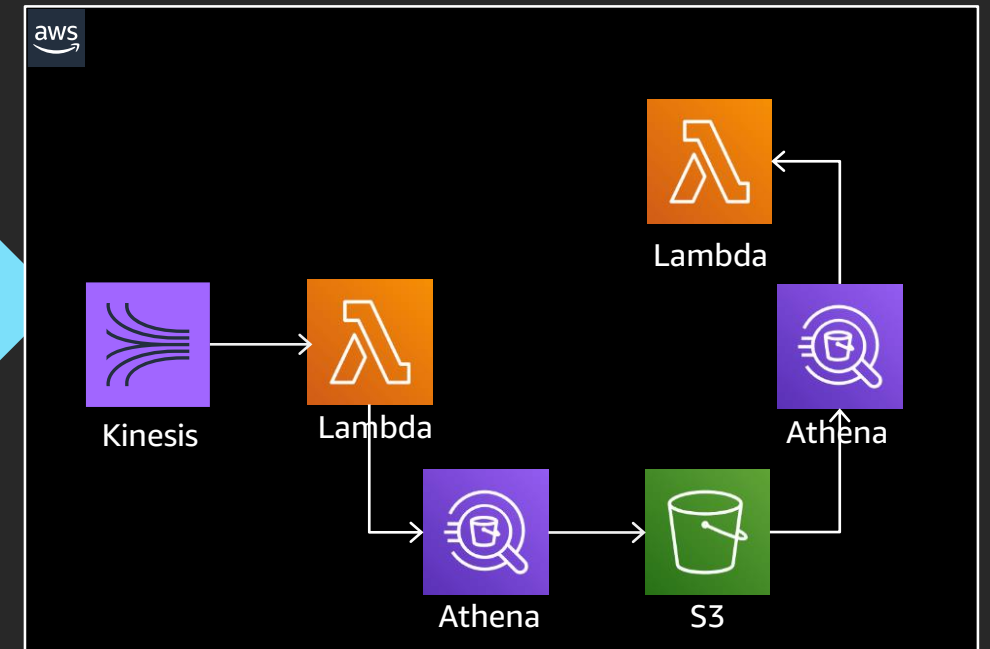 aws
Lambda
Kinesis
Lambda
Athena
Athena
S3